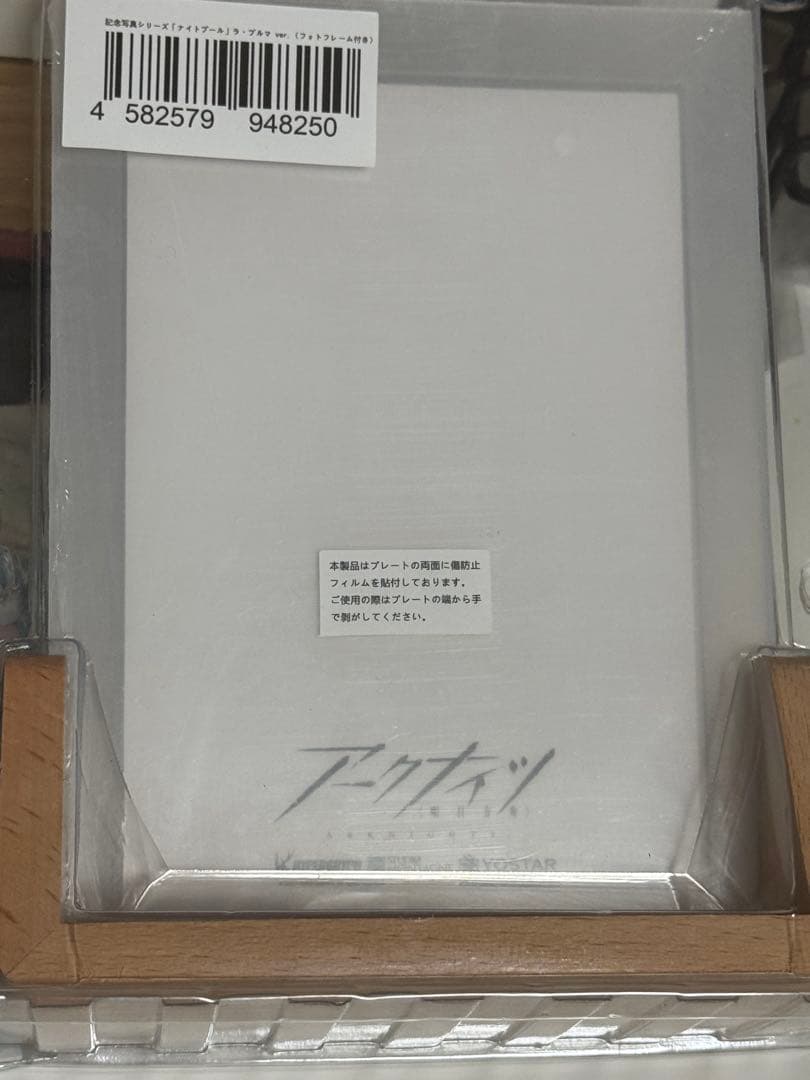 記念写真シリーズ「ナイトプール」ラ・プルマ ver.（フォトフレーム付き）
4 582579 948250
本製品はプレートの両面に傷防止
フィルムを貼付しております。
ご使用の際はプレートの端から手
で剥がしてください。
アークナイツ
ARKNIGHTS
YOSTAR